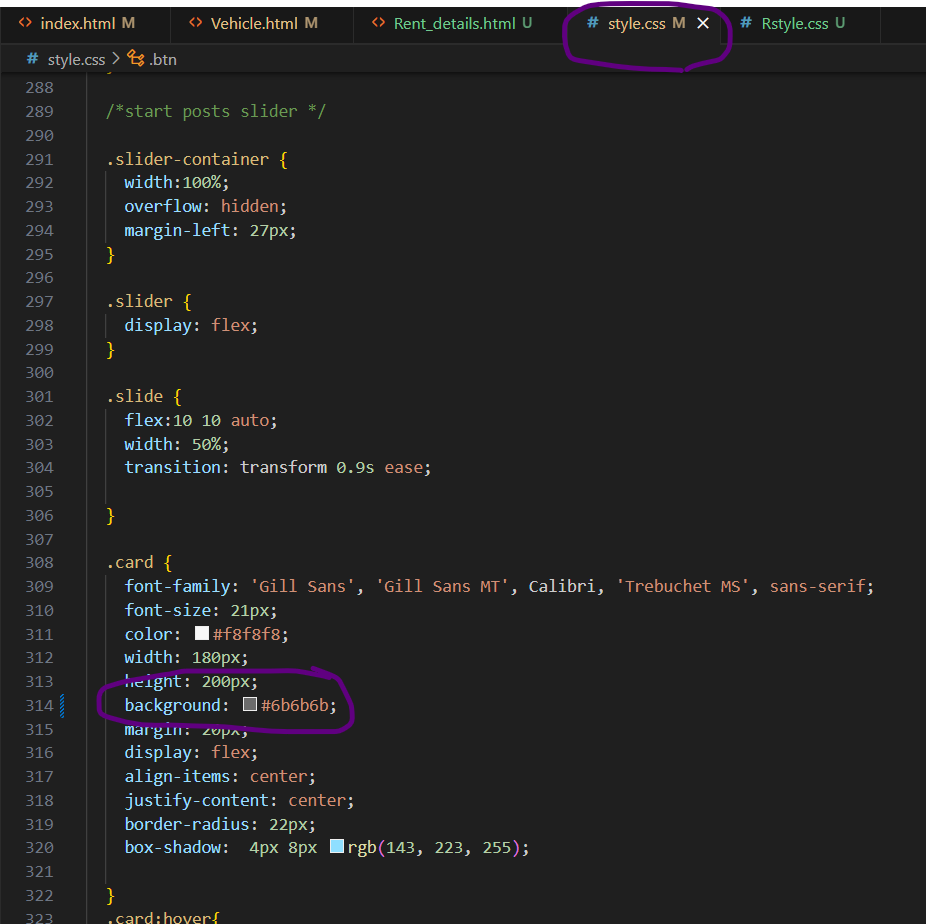 index.html M Vehicle.html M Rent_details.html U # style.css M × # Rstyle.css U
# style.css > .btn
288
289 /*start posts slider */
290
291 .slider-container {
292 width:100%;
293 overflow: hidden;
294 margin-left: 27px;
295 }
296
297 .slider {
298 display: flex;
299 }
300
301 .slide {
302 flex:10 10 auto;
303 width: 50%;
304 transition: transform 0.9s ease;
305
306 }
307
308 .card {
309 font-family: 'Gill Sans', 'Gill Sans MT', Calibri, 'Trebuchet MS', sans-serif;
310 font-size: 21px;
311 color: #f8f8f8;
312 width: 180px;
313 height: 200px;
314 background: #6b6b6b;
315 margin: 20px;
316 display: flex;
317 align-items: center;
318 justify-content: center;
319 border-radius: 22px;
320 box-shadow: 4px 8px rgb(143, 223, 255);
321
322 }
323 .card:hover{